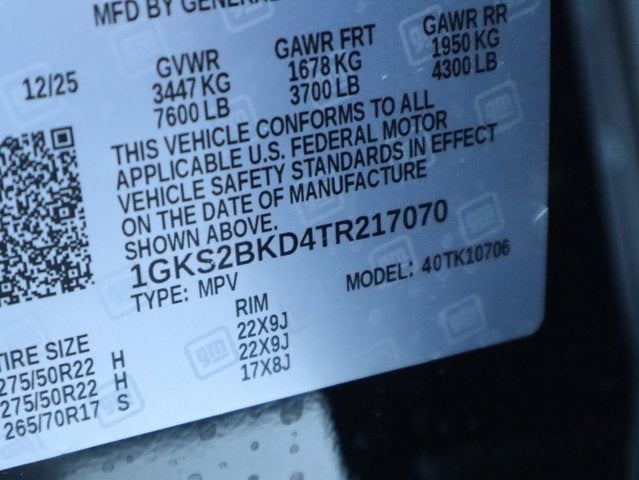 MFD BY GENERA
12/25 GVWR GAWR FRT GAWR RR
3447 KG 1678 KG 1950 KG
7600 LB 3700 LB 4300 LB
THIS VEHICLE CONFORMS TO ALL
APPLICABLE U.S. FEDERAL MOTOR
VEHICLE SAFETY STANDARDS IN EFFECT
ON THE DATE OF MANUFACTURE
SHOWN ABOVE.
1GKS2BKD4TR217070
TYPE: MPV MODEL: 40TK10706
TIRE SIZE RIM
275/50R22 H 22X9J
275/50R22 H 22X9J
265/70R17 S 17X8J